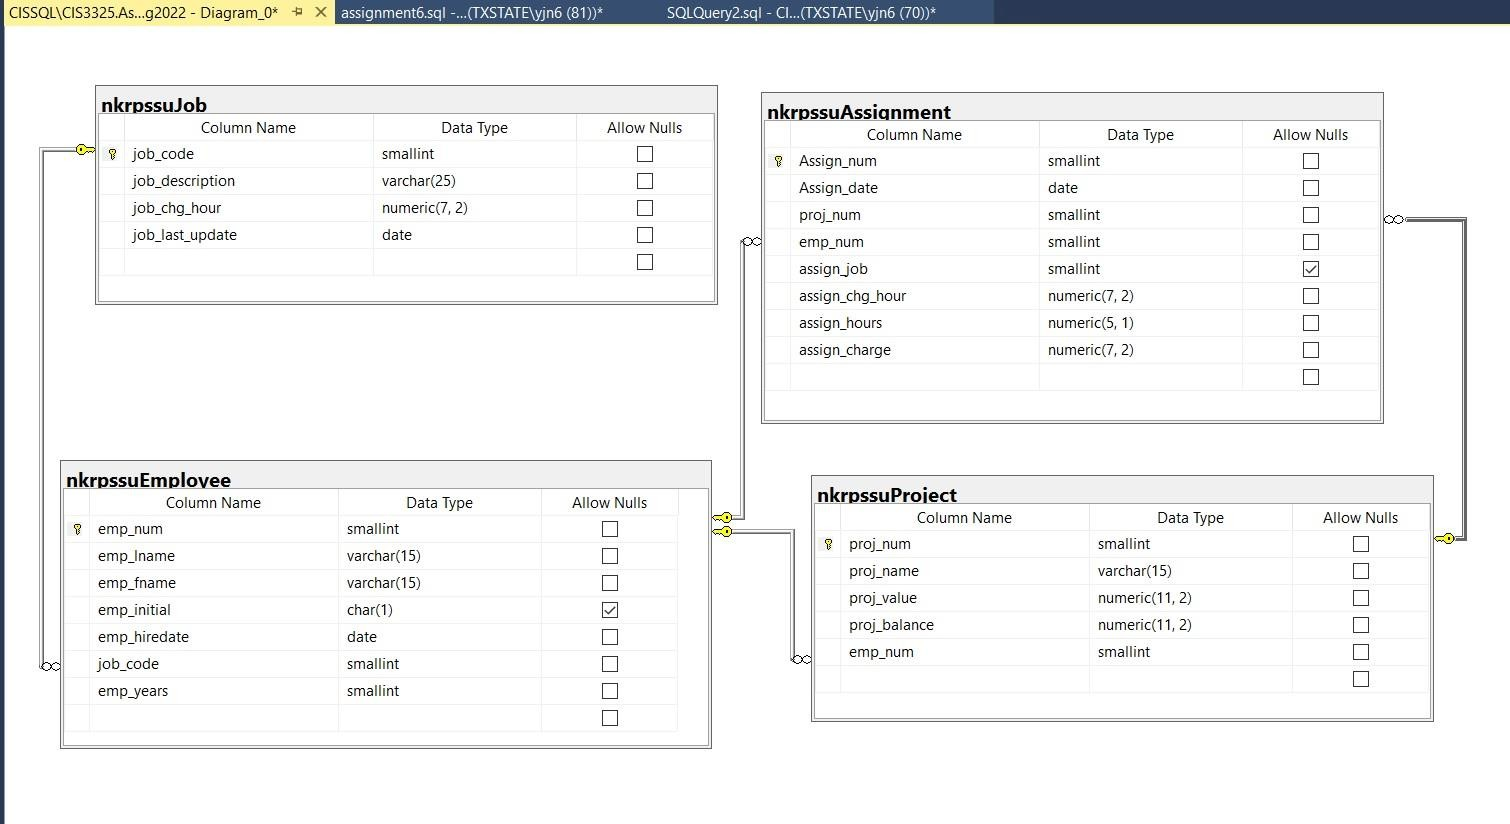 CISSQL\CIS3325.As...g2022 - Diagram_0* assignment6.sql -...(TXSTATE\yjn6 (81))* SQLQuery2.sql - CI...(TXSTATE\yjn6 (70))*
nkrpssuJob
Column Name Data Type Allow Nulls
job_code smallint
job_description varchar(25)
job_chg_hour numeric(7, 2)
job_last_update date
nkrpssuAssignment
Column Name Data Type Allow Nulls
Assign_num smallint
Assign_date date
proj_num smallint
emp_num smallint
assign_job smallint
assign_chg_hour numeric(7, 2)
assign_hours numeric(5, 1)
assign_charge numeric(7, 2)
nkrpssuEmployee
Column Name Data Type Allow Nulls
emp_num smallint
emp_lname varchar(15)
emp_fname varchar(15)
emp_initial char(1)
emp_hiredate date
job_code smallint
emp_years smallint
nkrpssuProject
Column Name Data Type Allow Nulls
proj_num smallint
proj_name varchar(15)
proj_value numeric(11, 2)
proj_balance numeric(11, 2)
emp_num smallint